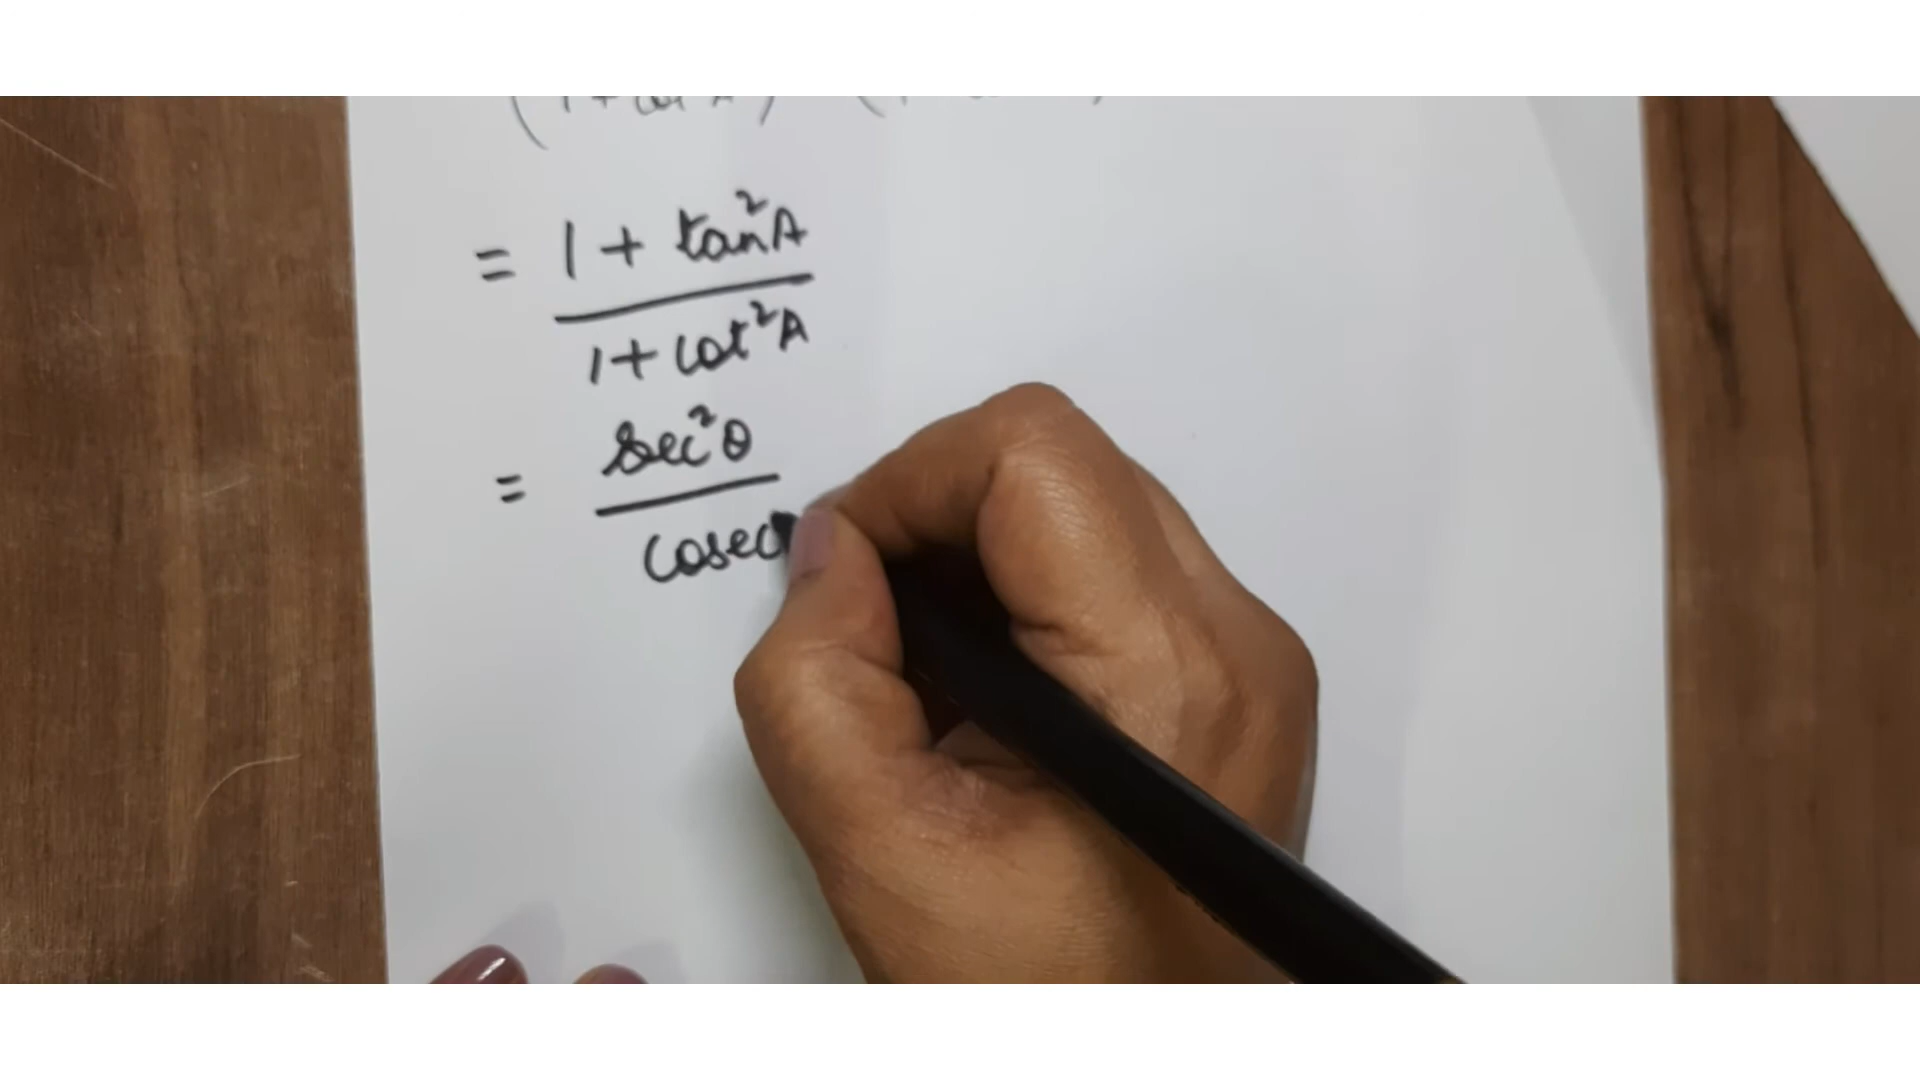 = 1 + tan²A
1 + cot²A
= sec²θ
cosec